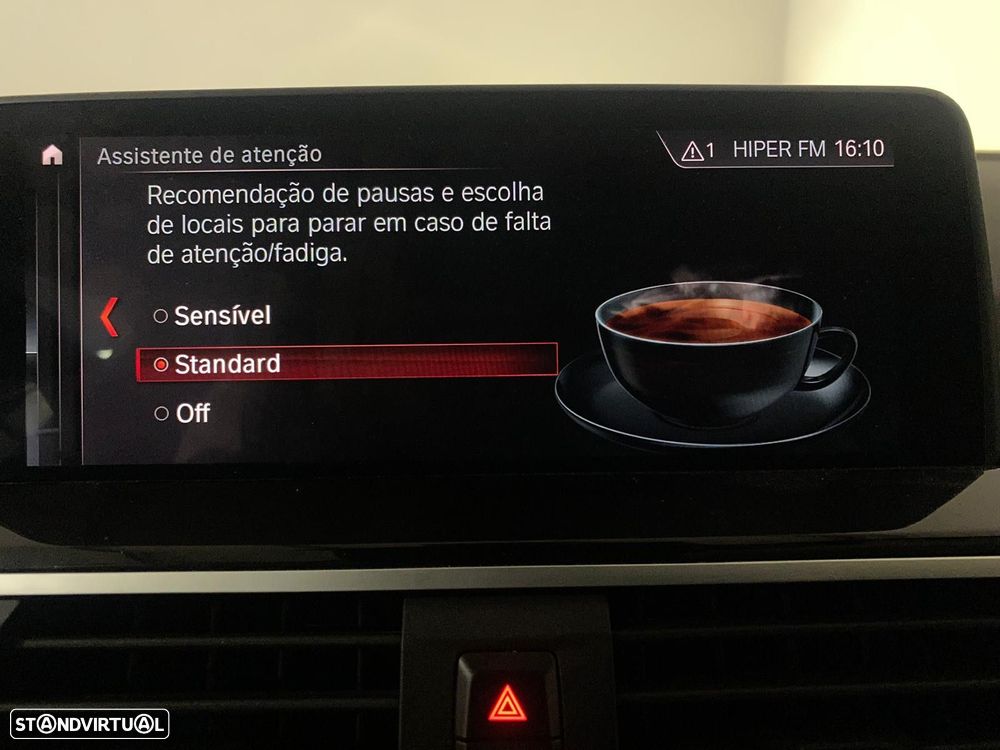 Assistente de atenção
1 HIPER FM 16:10
Recomendação de pausas e escolha
de locais para parar em caso de falta
de atenção/fadiga.
Sensível
Standard
Off
STANDVIRTUAL